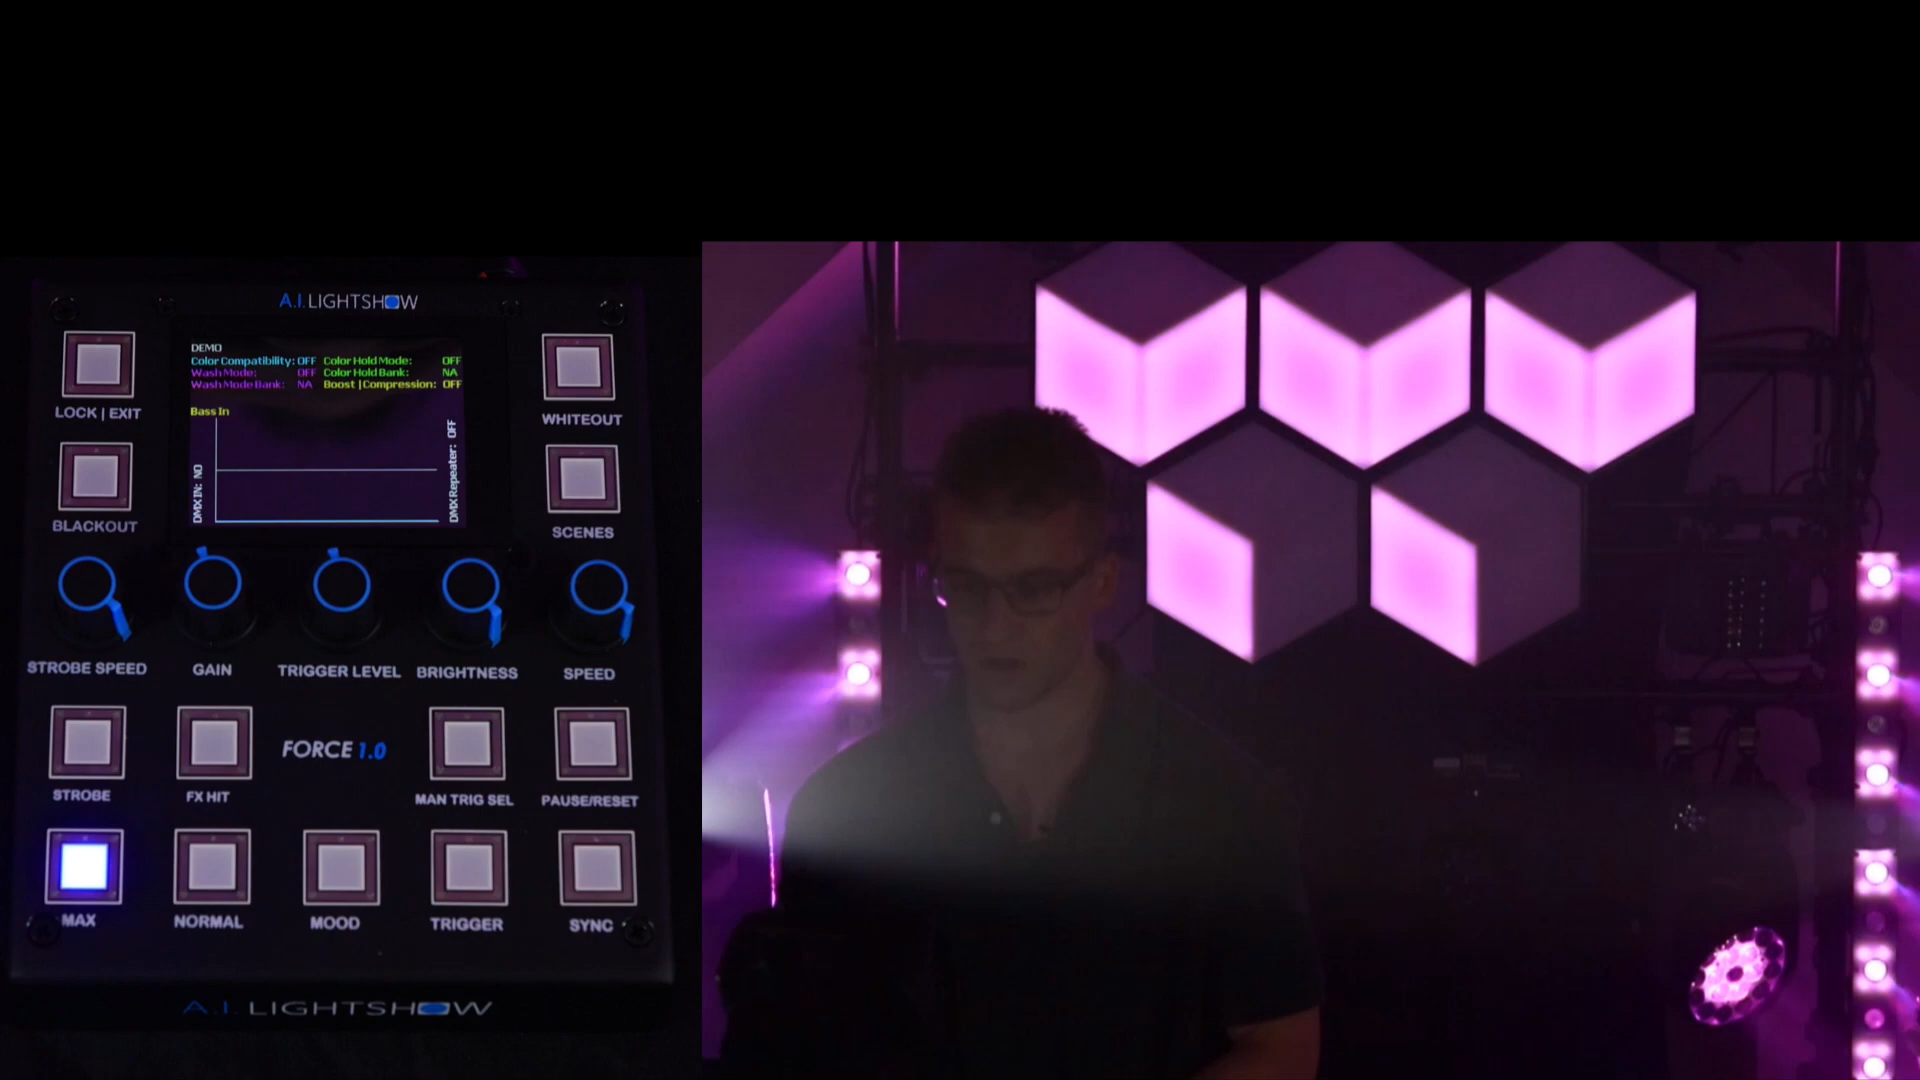 A.I.LIGHTSHOW
DEMO
Color Compatibility: OFF Color Hold Mode: OFF
Wash Mode: OFF Color Hold Bank: NA
Wash Mode Bank: NA Boost | Compression: OFF
Bass In
DMX IN: NO
DMX Repeater: OFF
LOCK | EXIT
WHITEOUT
BLACKOUT
SCENES
STROBE SPEED GAIN TRIGGER LEVEL BRIGHTNESS SPEED
FORCE 1.0
STROBE FX HIT MAN TRIG SEL PAUSE/RESET
MAX NORMAL MOOD TRIGGER SYNC
A.I. LIGHTSHOW